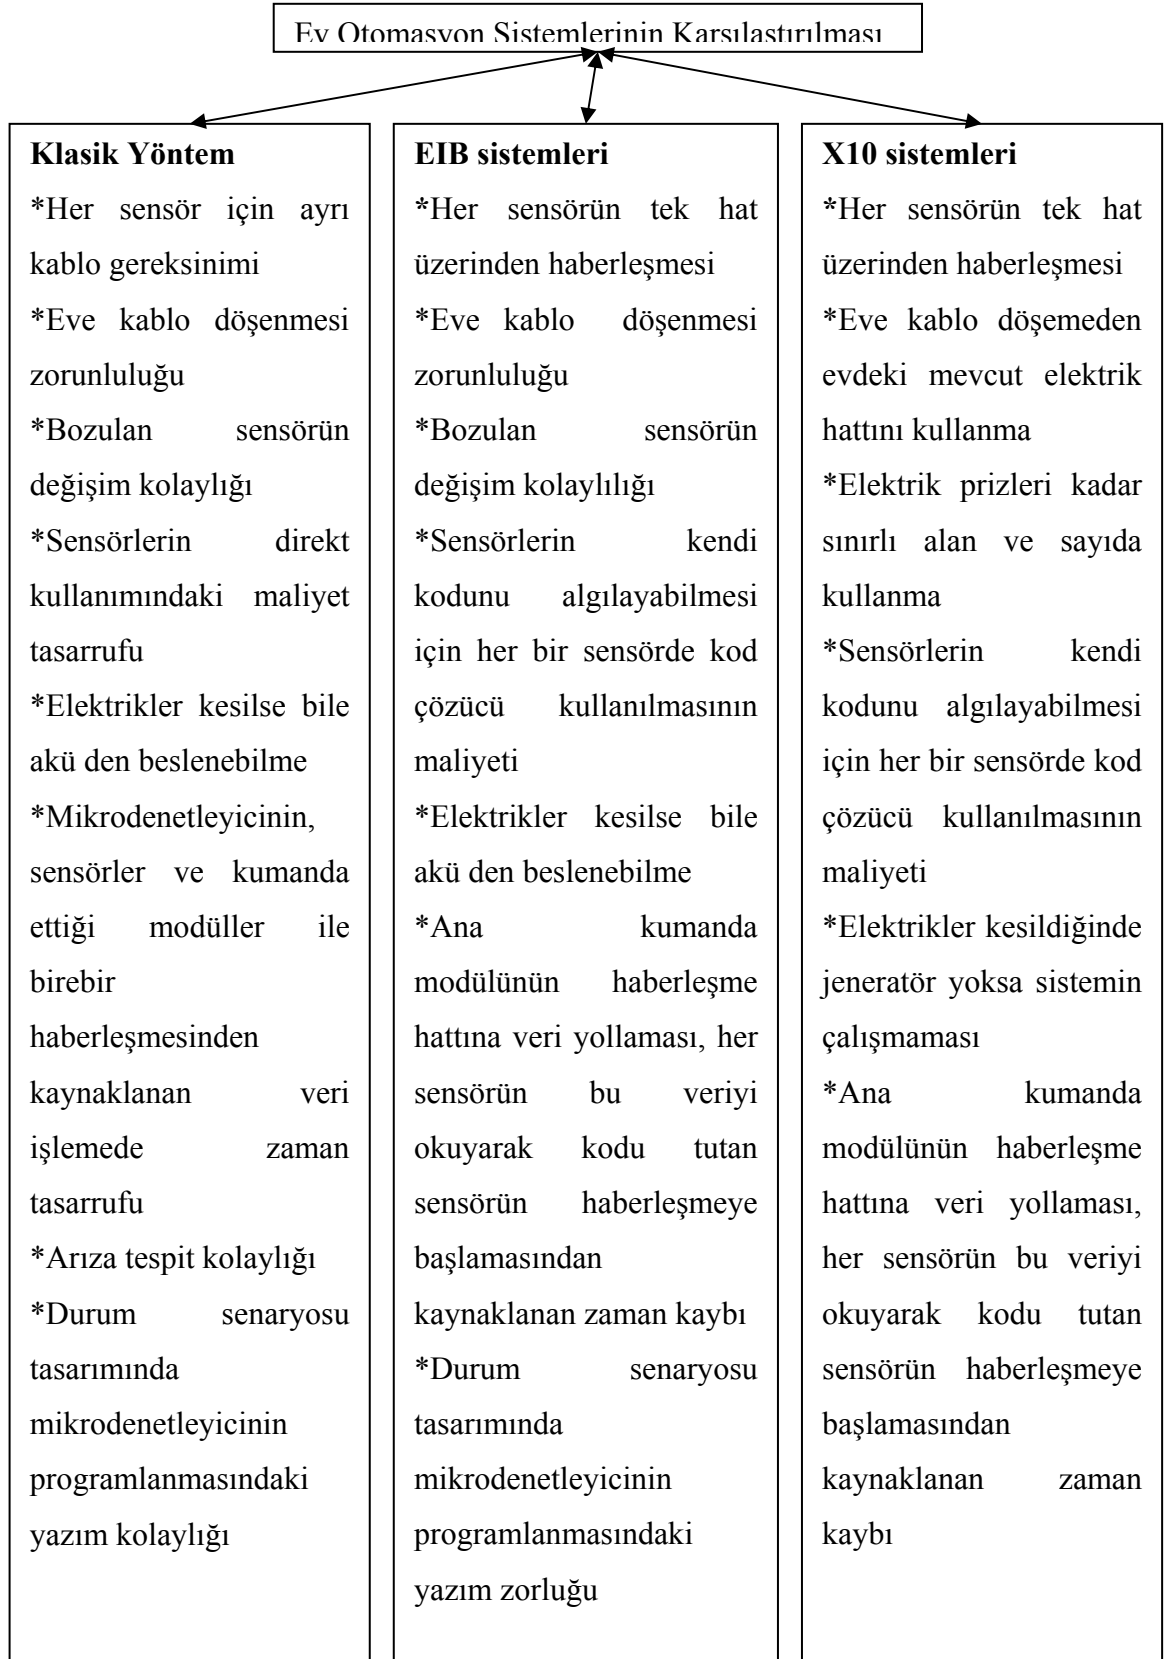 Ev Otomasyon Sistemlerinin Karşılaştırılması
Klasik Yöntem
*Her sensör için ayrı
kablo gereksinimi
*Eve kablo döşenmesi
zorunluluğu
*Bozulan sensörün
değişim kolaylığı
*Sensörlerin direkt
kullanımındaki maliyet
tasarrufu
*Elektrikler kesilse bile
akü den beslenebilme
*Mikrodenetleyicinin,
sensörler ve kumanda
ettiği modüller ile
birebir
haberleşmesinden
kaynaklanan veri
işlemede zaman
tasarrufu
*Arıza tespit kolaylığı
*Durum senaryosu
tasarımında
mikrodenetleyicinin
programlanmasındaki
yazım kolaylığı
EIB sistemleri
*Her sensörün tek hat
üzerinden haberleşmesi
*Eve kablo döşenmesi
zorunluluğu
*Bozulan sensörün
değişim kolaylılığı
*Sensörlerin kendi
kodunu algılayabilmesi
için her bir sensörde kod
çözücü kullanılmasının
maliyeti
*Elektrikler kesilse bile
akü den beslenebilme
*Ana kumanda
modülünün haberleşme
hattına veri yollaması, her
sensörün bu veriyi
okuyarak kodu tutan
sensörün haberleşmeye
başlamasından
kaynaklanan zaman kaybı
*Durum senaryosu
tasarımında
mikrodenetleyicinin
programlanmasındaki
yazım zorluğu
X10 sistemleri
*Her sensörün tek hat
üzerinden haberleşmesi
*Eve kablo döşemeden
evdeki mevcut elektrik
hattını kullanma
*Elektrik prizleri kadar
sınırlı alan ve sayıda
kullanma
*Sensörlerin kendi
kodunu algılayabilmesi
için her bir sensörde kod
çözücü kullanılmasının
maliyeti
*Elektrikler kesildiğinde
jeneratör yoksa sistemin
çalışmaması
*Ana kumanda
modülünün haberleşme
hattına veri yollaması,
her sensörün bu veriyi
okuyarak kodu tutan
sensörün haberleşmeye
başlamasından
kaynaklanan zaman
kaybı